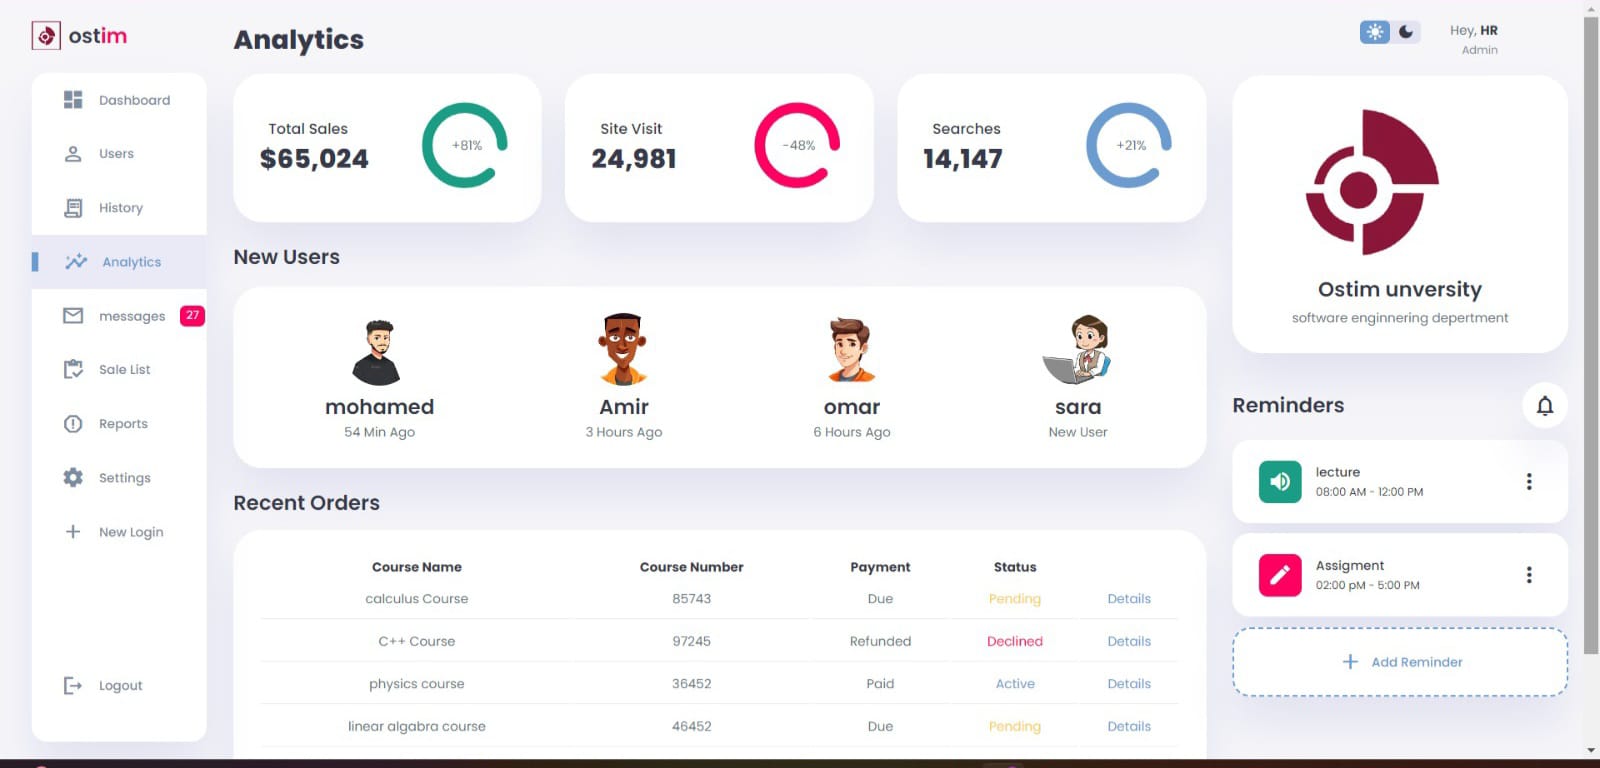 ostim
Dashboard
Users
History
Analytics
messages 27
Sale List
Reports
Settings
New Login
Logout
Analytics
Total Sales
$65,024
+81%
Site Visit
24,981
-48%
Searches
14,147
+21%
New Users
mohamed
54 Min Ago
Amir
3 Hours Ago
omar
6 Hours Ago
sara
New User
Recent Orders
Course Name Course Number Payment Status
calculus Course 85743 Due Pending Details
C++ Course 97245 Refunded Declined Details
physics course 36452 Paid Active Details
linear algabra course 46452 Due Pending Details
Hey, HR
Admin
Ostim unversity
software enginnering depertment
Reminders
lecture
08:00 AM - 12:00 PM
Assigment
02:00 pM - 5:00 PM
Add Reminder